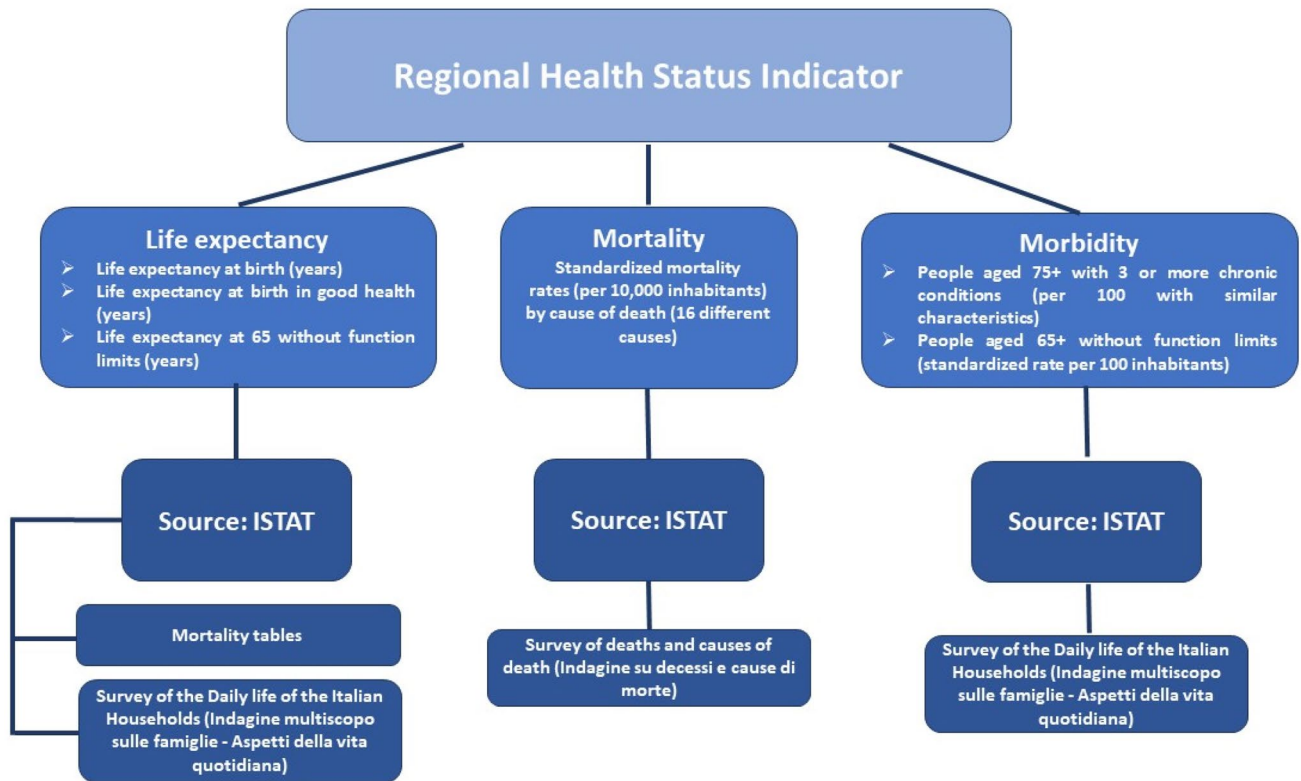 Regional Health Status Indicator
Life expectancy
➢ Life expectancy at birth (years)
➢ Life expectancy at birth in good health
(years)
➢ Life expectancy at 65 without function
limits (years)
Mortality
Standardized mortality
rates (per 10,000 inhabitants)
by cause of death (16 different
causes)
Morbidity
➢ People aged 75+ with 3 or more chronic
conditions (per 100 with similar
characteristics)
➢ People aged 65+ without function limits
(standardized rate per 100 inhabitants)
Source: ISTAT
Source: ISTAT
Source: ISTAT
Mortality tables
Survey of the Daily life of the Italian
Households (Indagine multiscopo
sulle famiglie - Aspetti della vita
quotidiana)
Survey of deaths and causes of
death (Indagine su decessi e cause di
morte)
Survey of the Daily life of the Italian
Households (Indagine multiscopo
sulle famiglie - Aspetti della vita
quotidiana)